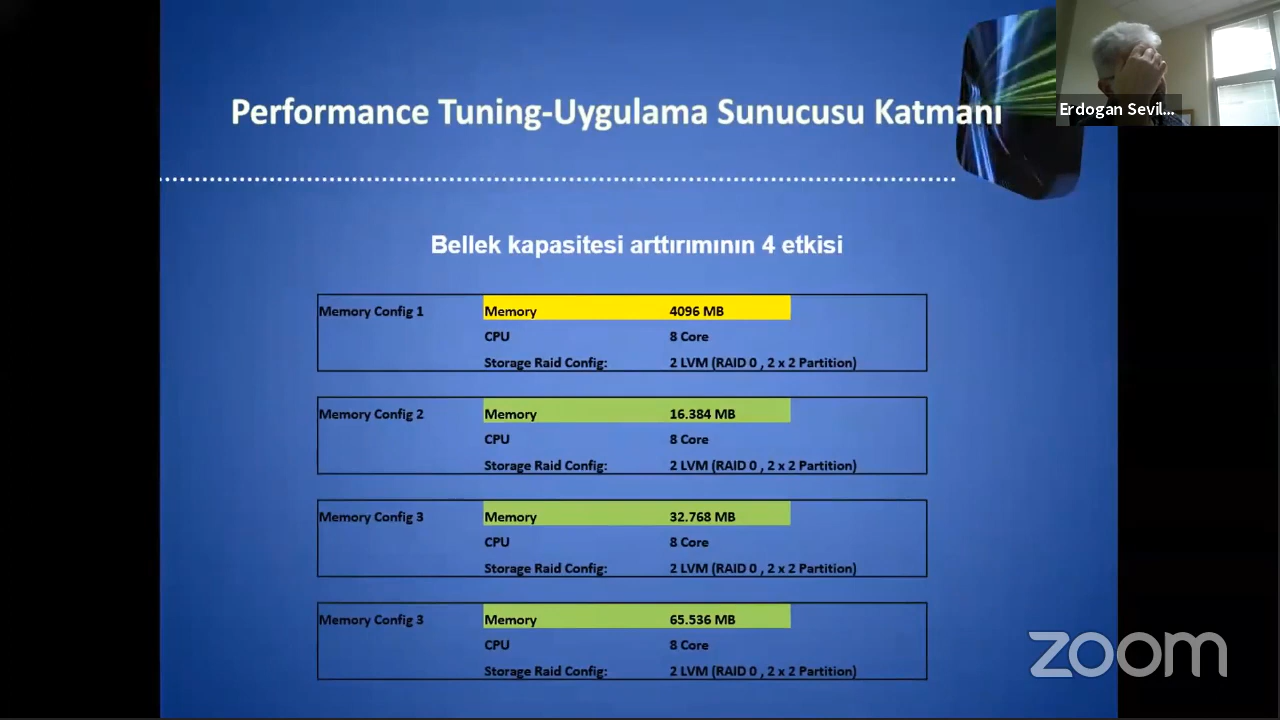 Performance Tuning-Uygulama Sunucusu Katmanı
Erdogan Sevil...
Bellek kapasitesi arttırımının 4 etkisi
Memory Config 1 Memory 4096 MB
CPU 8 Core
Storage Raid Config: 2 LVM (RAID 0 , 2 x 2 Partition)
Memory Config 2 Memory 16.384 MB
CPU 8 Core
Storage Raid Config: 2 LVM (RAID 0 , 2 x 2 Partition)
Memory Config 3 Memory 32.768 MB
CPU 8 Core
Storage Raid Config: 2 LVM (RAID 0 , 2 x 2 Partition)
Memory Config 3 Memory 65.536 MB
CPU 8 Core
Storage Raid Config: 2 LVM (RAID 0 , 2 x 2 Partition)
zoom